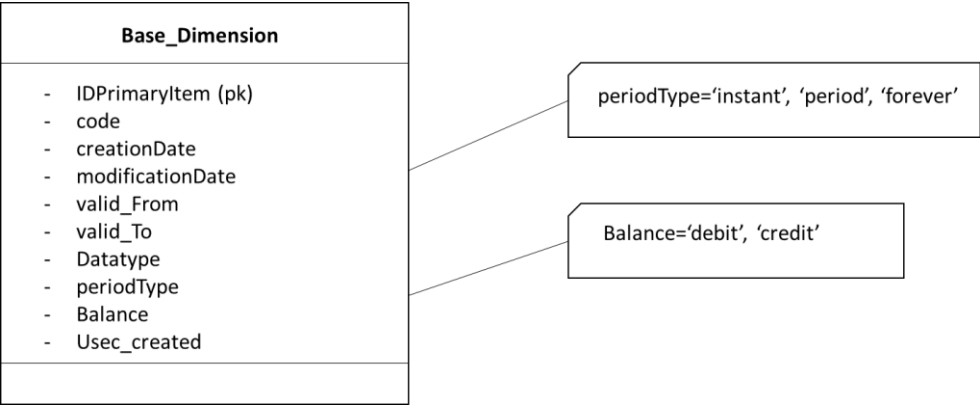 Base_Dimension
- IDPrimaryItem (pk)
- code
- creationDate
- modificationDate
- valid_From
- valid_To
- Datatype
- periodType
- Balance
- Usec_created
periodType=‘instant’, ‘period’, ‘forever’
Balance=‘debit’, ‘credit’